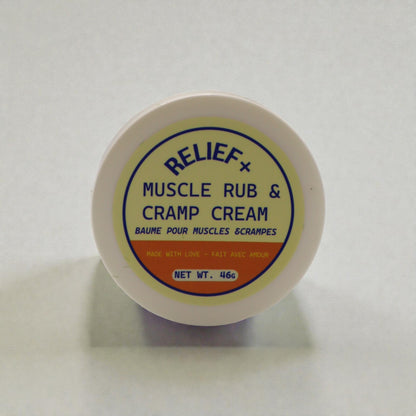 RELIEF+
MUSCLE RUB &
CRAMP CREAM
BAUME POUR MUSCLES &CRAMPES
MADE WITH LOVE - FAIT AVEC AMOUR
NET WT. 46G